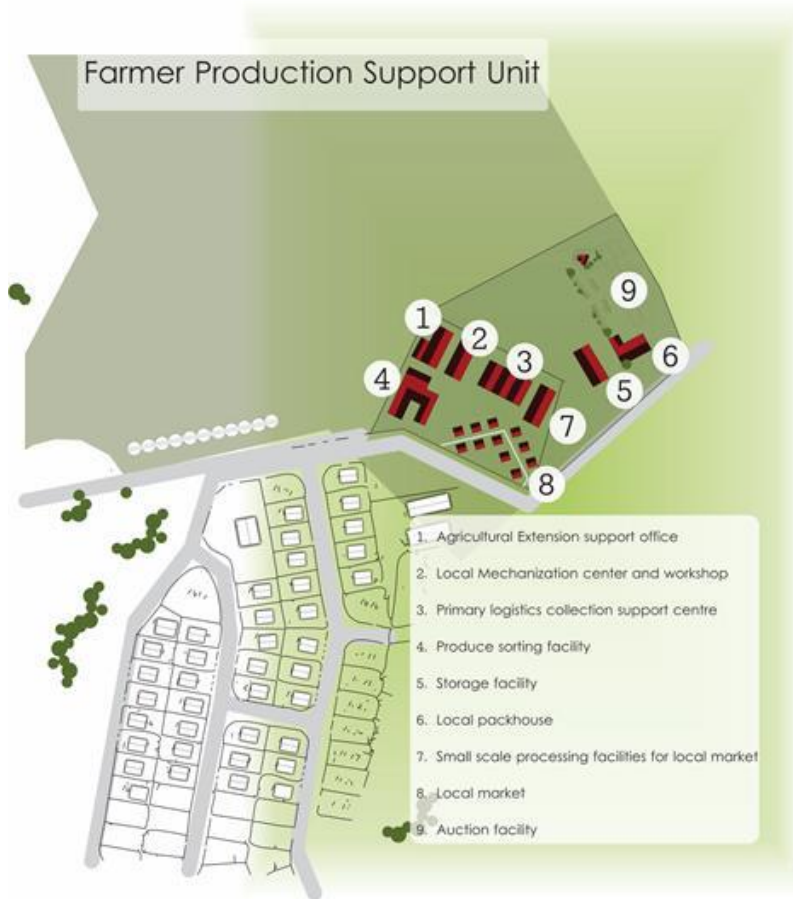 Farmer Production Support Unit
1
2
3
4
5
6
7
8
9
1. Agricultural Extension support office
2. Local Mechanization center and workshop
3. Primary logistics collection support centre
4. Produce sorting facility
5. Storage facility
6. Local packhouse
7. Small scale processing facilities for local market
8. Local market
9. Auction facility